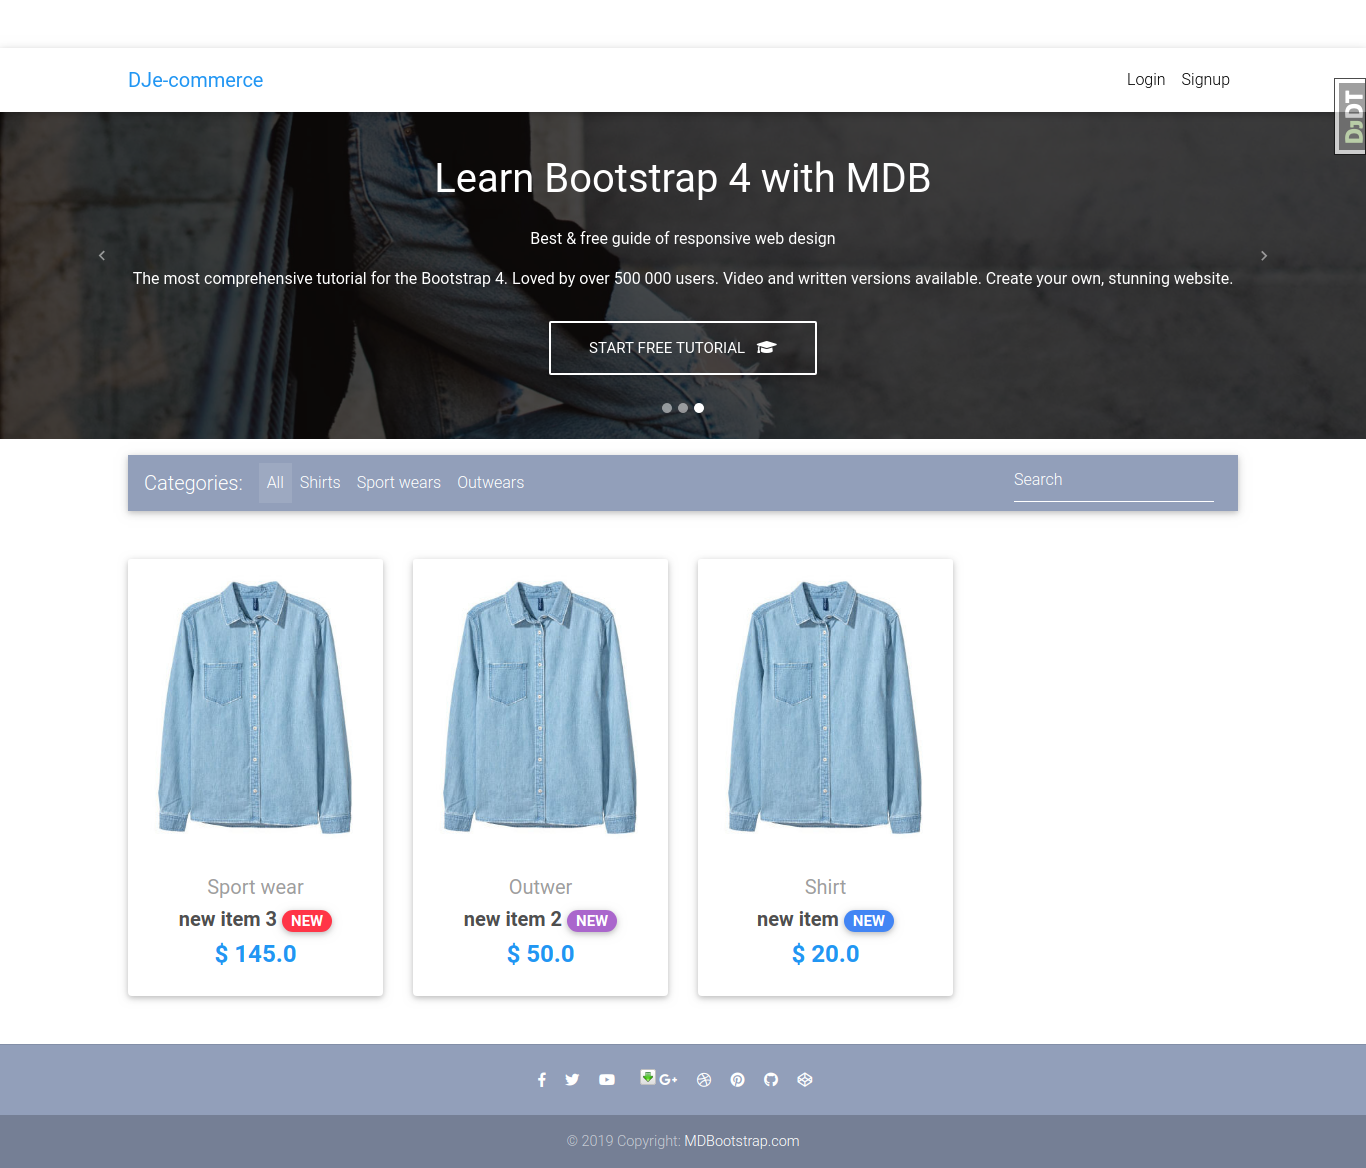 DJe-commerce
Login
Signup
DJDT
Learn Bootstrap 4 with MDB
Best & free guide of responsive web design
The most comprehensive tutorial for the Bootstrap 4. Loved by over 500 000 users. Video and written versions available. Create your own, stunning website.
START FREE TUTORIAL
Categories:
All
Shirts
Sport wears
Outwears
Search
Sport wear
new item 3 NEW
$ 145.0
Outwer
new item 2 NEW
$ 50.0
Shirt
new item NEW
$ 20.0
G+
© 2019 Copyright: MDBootstrap.com